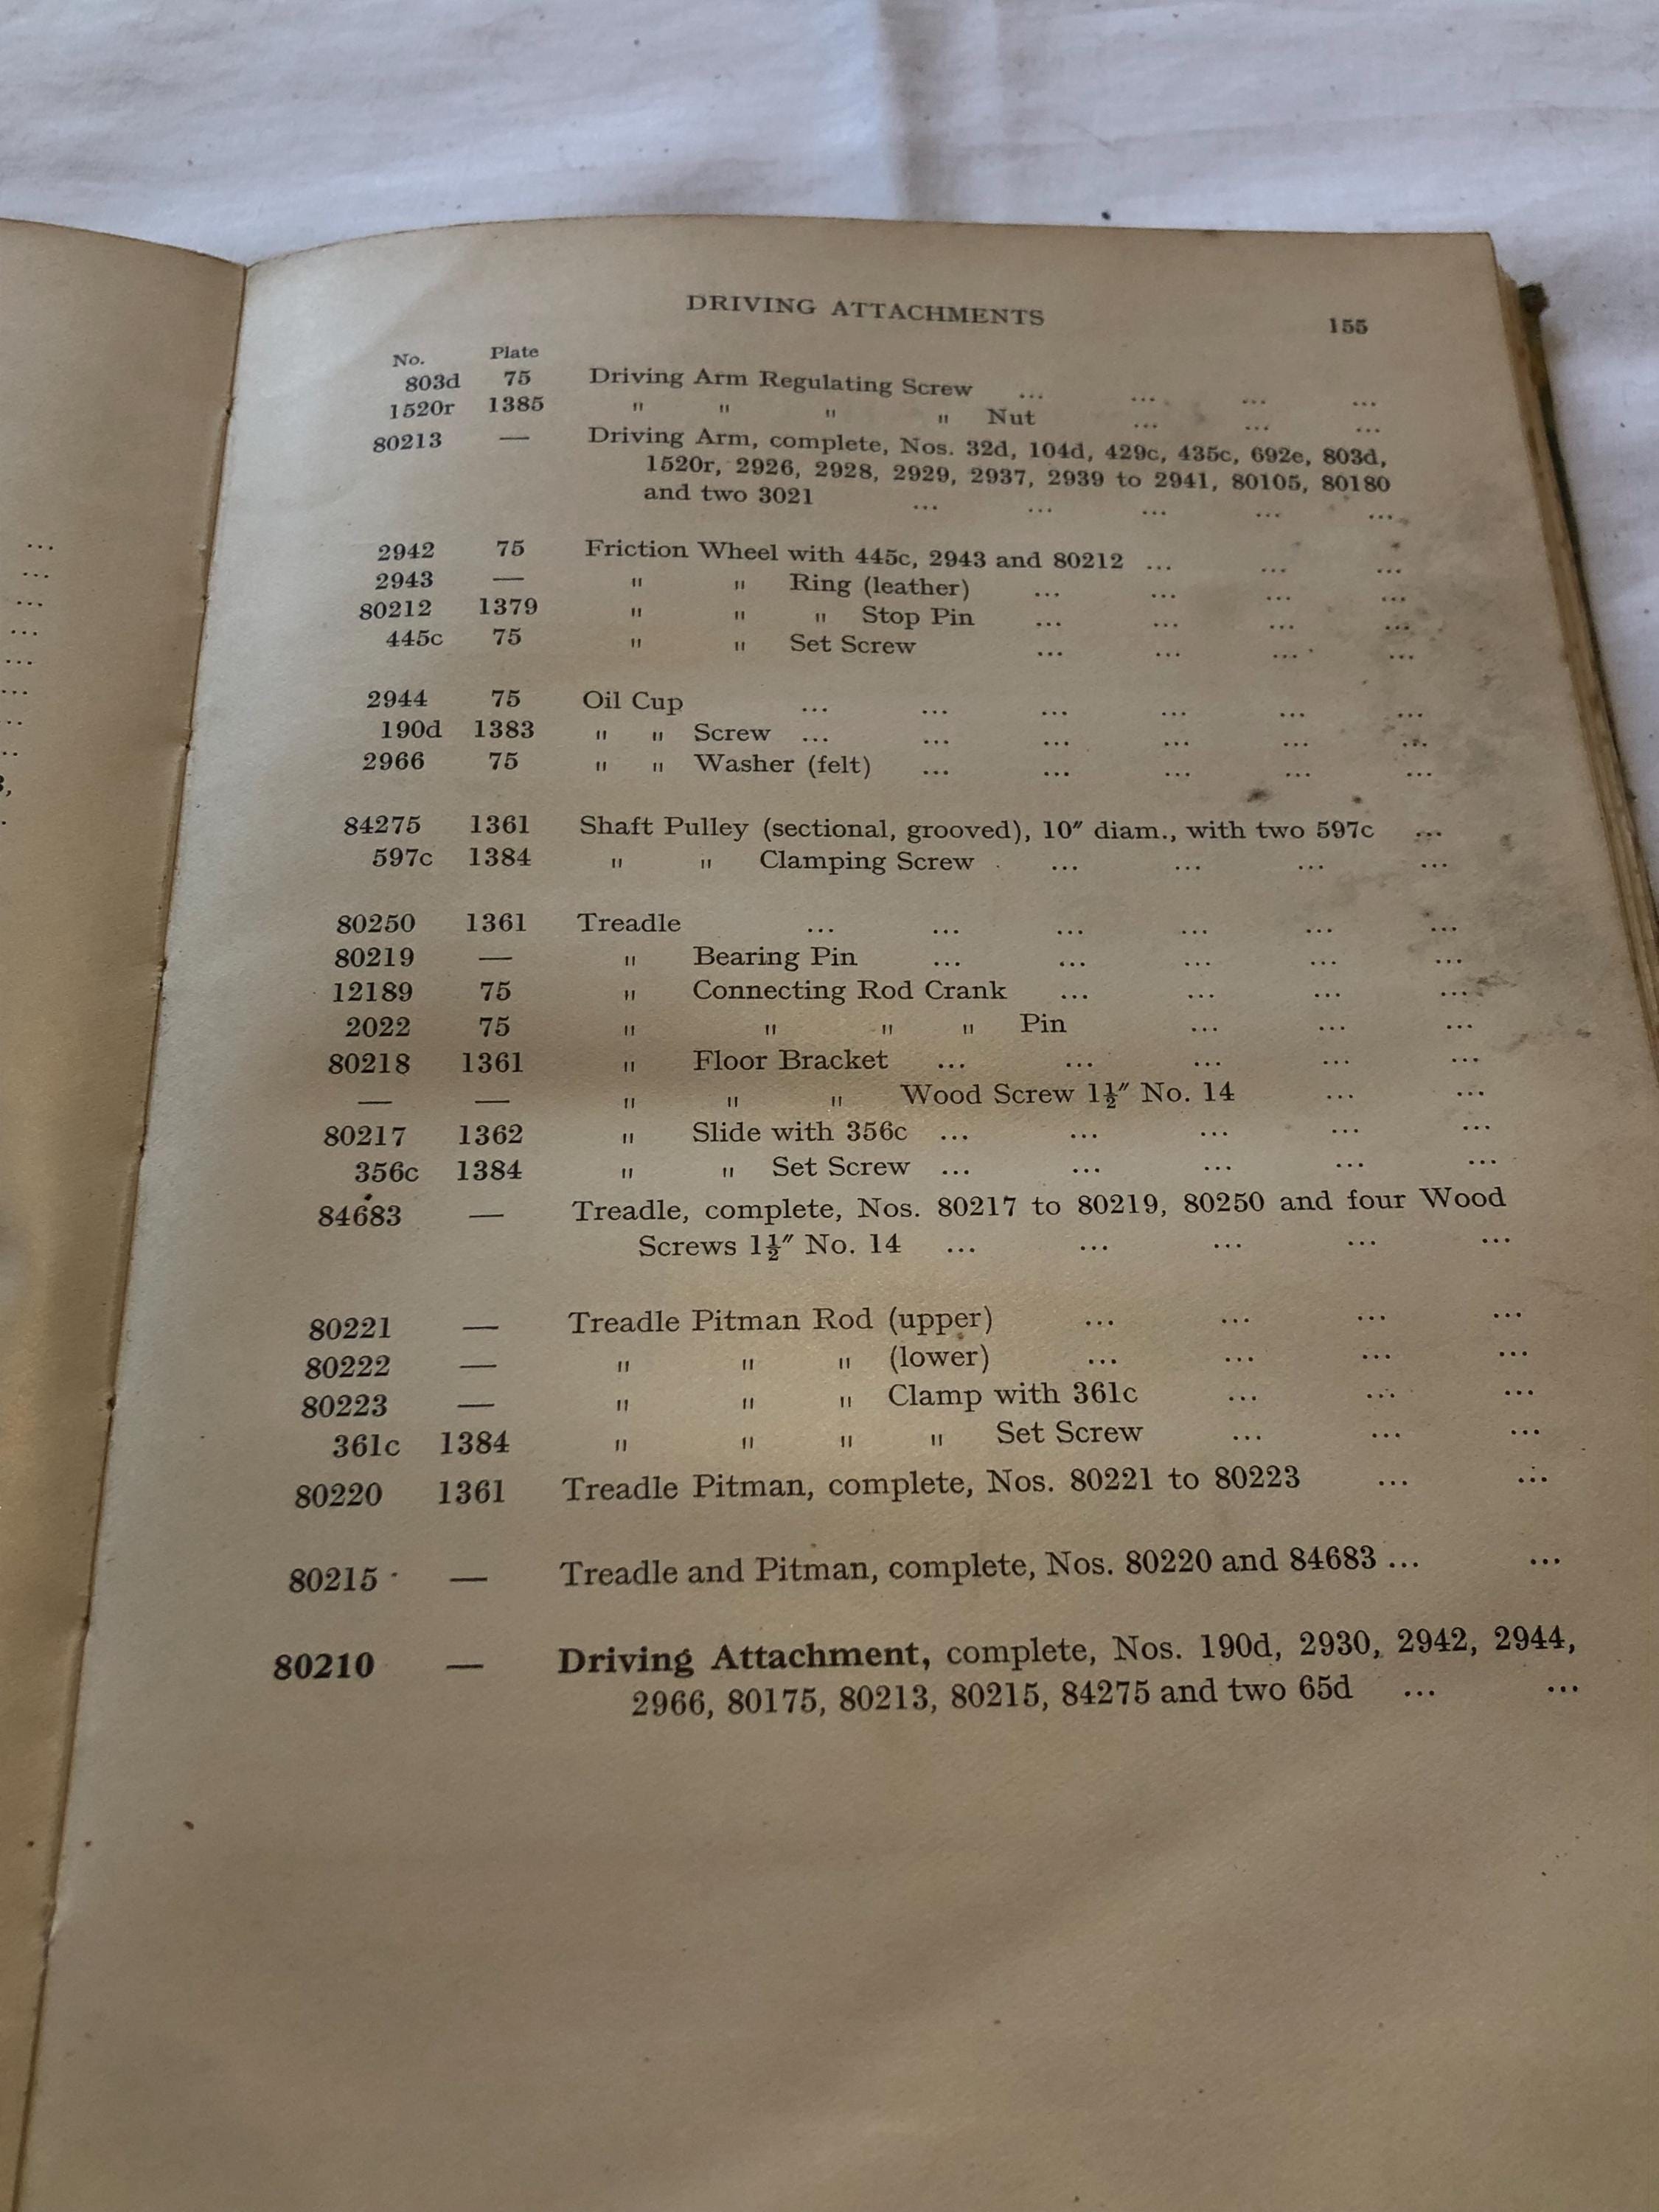 DRIVING ATTACHMENTS 155
No. Plate
803d 75 Driving Arm Regulating Screw ... ... ... ...
1520r 1385 " " " " Nut ... ... ...
80213 — Driving Arm, complete, Nos. 32d, 104d, 429c, 435c, 692e, 803d,
1520r, 2926, 2928, 2929, 2937, 2939 to 2941, 80105, 80180
and two 3021 ... ... ... ... ...
2942 75 Friction Wheel with 445c, 2943 and 80212 ... ... ...
2943 — " " Ring (leather) ... ... ... ...
80212 1379 " " " Stop Pin ... ... ... ...
445c 75 " " Set Screw ... ... ... ...
2944 75 Oil Cup ... ... ... ... ... ...
190d 1383 " " Screw ... ... ... ... ... ...
2966 75 " " Washer (felt) ... ... ... ... ...
84275 1361 Shaft Pulley (sectional, grooved), 10″ diam., with two 597c ...
597c 1384 " " Clamping Screw ... ... ... ...
80250 1361 Treadle ... ... ... ... ... ...
80219 — " Bearing Pin ... ... ... ... ...
12189 75 " Connecting Rod Crank ... ... ... ...
2022 75 " " " " Pin ... ... ...
80218 1361 " Floor Bracket ... ... ... ... ...
— — " " " Wood Screw 1½″ No. 14 ... ...
80217 1362 " Slide with 356c ... ... ... ... ...
356c 1384 " " Set Screw ... ... ... ... ...
84683 — Treadle, complete, Nos. 80217 to 80219, 80250 and four Wood
Screws 1½″ No. 14 ... ... ... ... ...
80221 — Treadle Pitman Rod (upper) ... ... ... ...
80222 — " " " (lower) ... ... ... ...
80223 — " " " Clamp with 361c ... ... ...
361c 1384 " " " " Set Screw ... ... ...
80220 1361 Treadle Pitman, complete, Nos. 80221 to 80223 ... ...
80215 — Treadle and Pitman, complete, Nos. 80220 and 84683 ... ...
80210 — Driving Attachment, complete, Nos. 190d, 2930, 2942, 2944,
2966, 80175, 80213, 80215, 84275 and two 65d ... ...